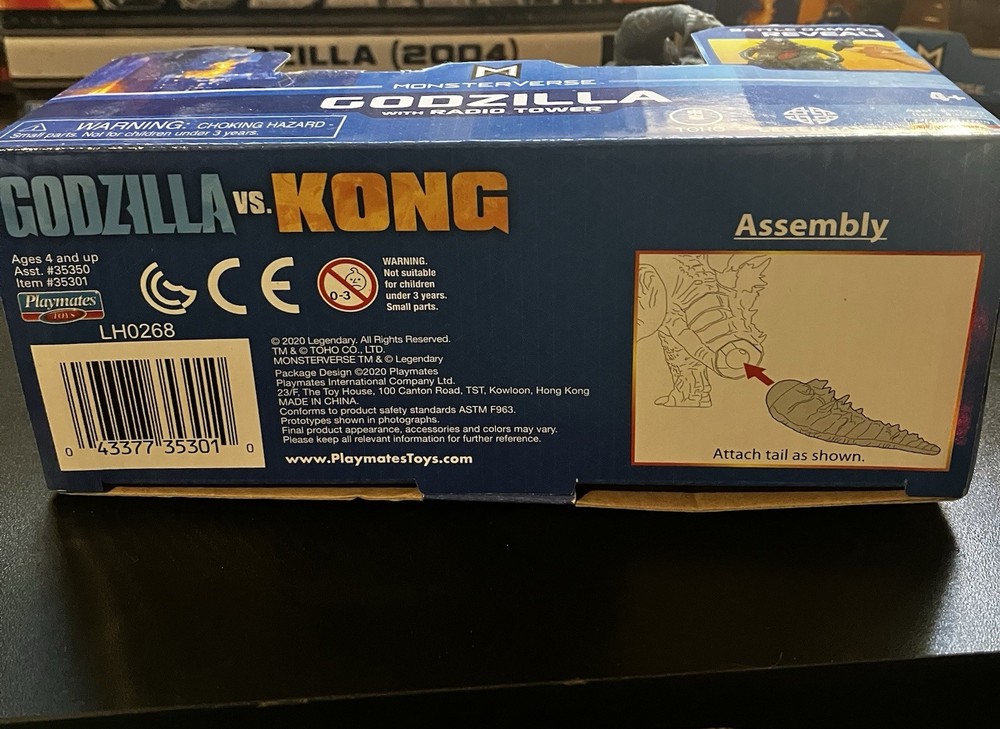 ZILLA (2004)
BATTLE DAMAGE
REVEAL!
MONSTERVERSE
GODZILLA
WITH RADIO TOWER
4+
WARNING: CHOKING HAZARD -
Small parts. Not for children under 3 years.
GODZILLA VS. KONG
Ages 4 and up
Asst. #35350
Item #35301
Playmates
TOYS
LH0268
0 43377 35301 0
CE
0-3
WARNING.
Not suitable
for children
under 3 years.
Small parts.
© 2020 Legendary. All Rights Reserved.
TM & © TOHO CO., LTD.
MONSTERVERSE TM & © Legendary
Package Design ©2020 Playmates
Playmates International Company Ltd.
23/F, The Toy House, 100 Canton Road, TST, Kowloon, Hong Kong
MADE IN CHINA.
Conforms to product safety standards ASTM F963.
Prototypes shown in photographs.
Final product appearance, accessories and colors may vary.
Please keep all relevant information for further reference.
www.PlaymatesToys.com
Assembly
Attach tail as shown.